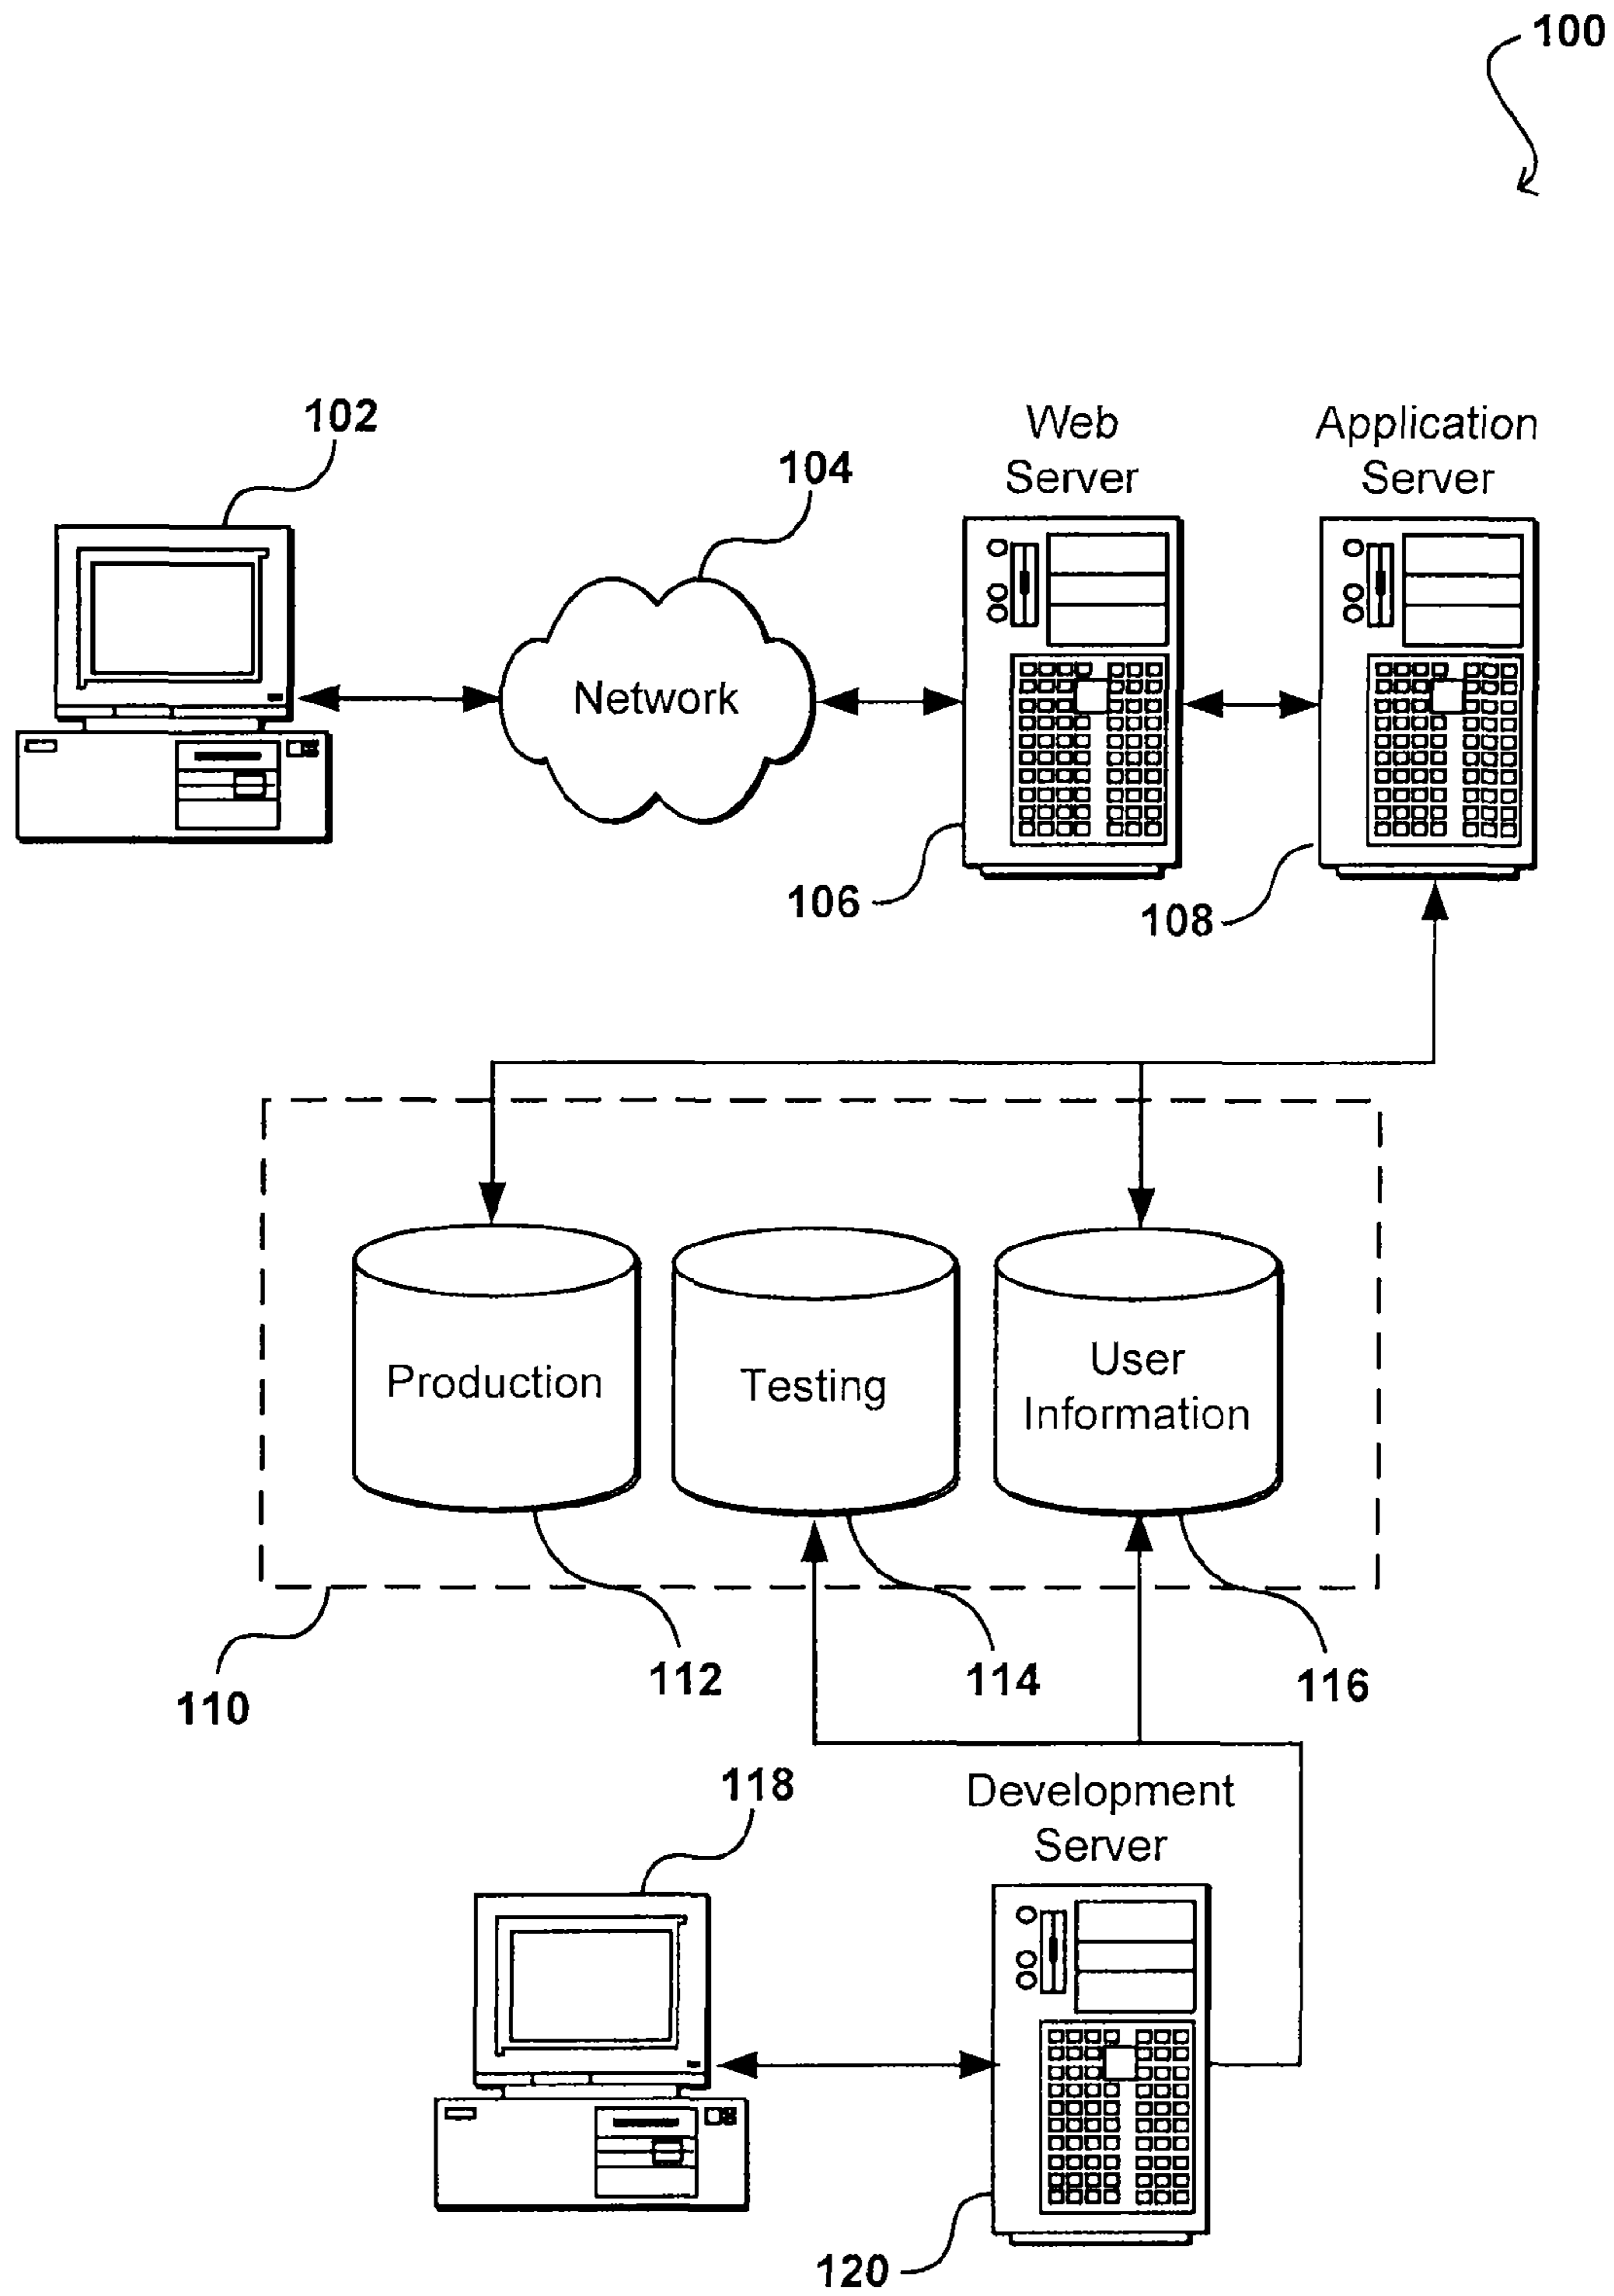 100
102
104
Web
Server
Application
Server
Network
106
108
Production
Testing
User
Information
110
112
114
116
118
Development
Server
120